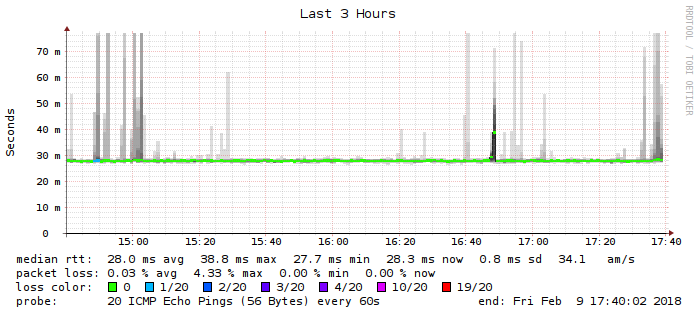 Last 3 Hours
RRDTOOL / TOBI OETIKER
Seconds
70 m
60 m
50 m
40 m
30 m
20 m
10 m
0
15:00 15:20 15:40 16:00 16:20 16:40 17:00 17:20 17:40
median rtt: 28.0 ms avg 38.8 ms max 27.7 ms min 28.3 ms now 0.8 ms sd 34.1 am/s
packet loss: 0.03 % avg 4.33 % max 0.00 % min 0.00 % now
loss color: 0 1/20 2/20 3/20 4/20 10/20 19/20
probe: 20 ICMP Echo Pings (56 Bytes) every 60s end: Fri Feb 9 17:40:02 2018